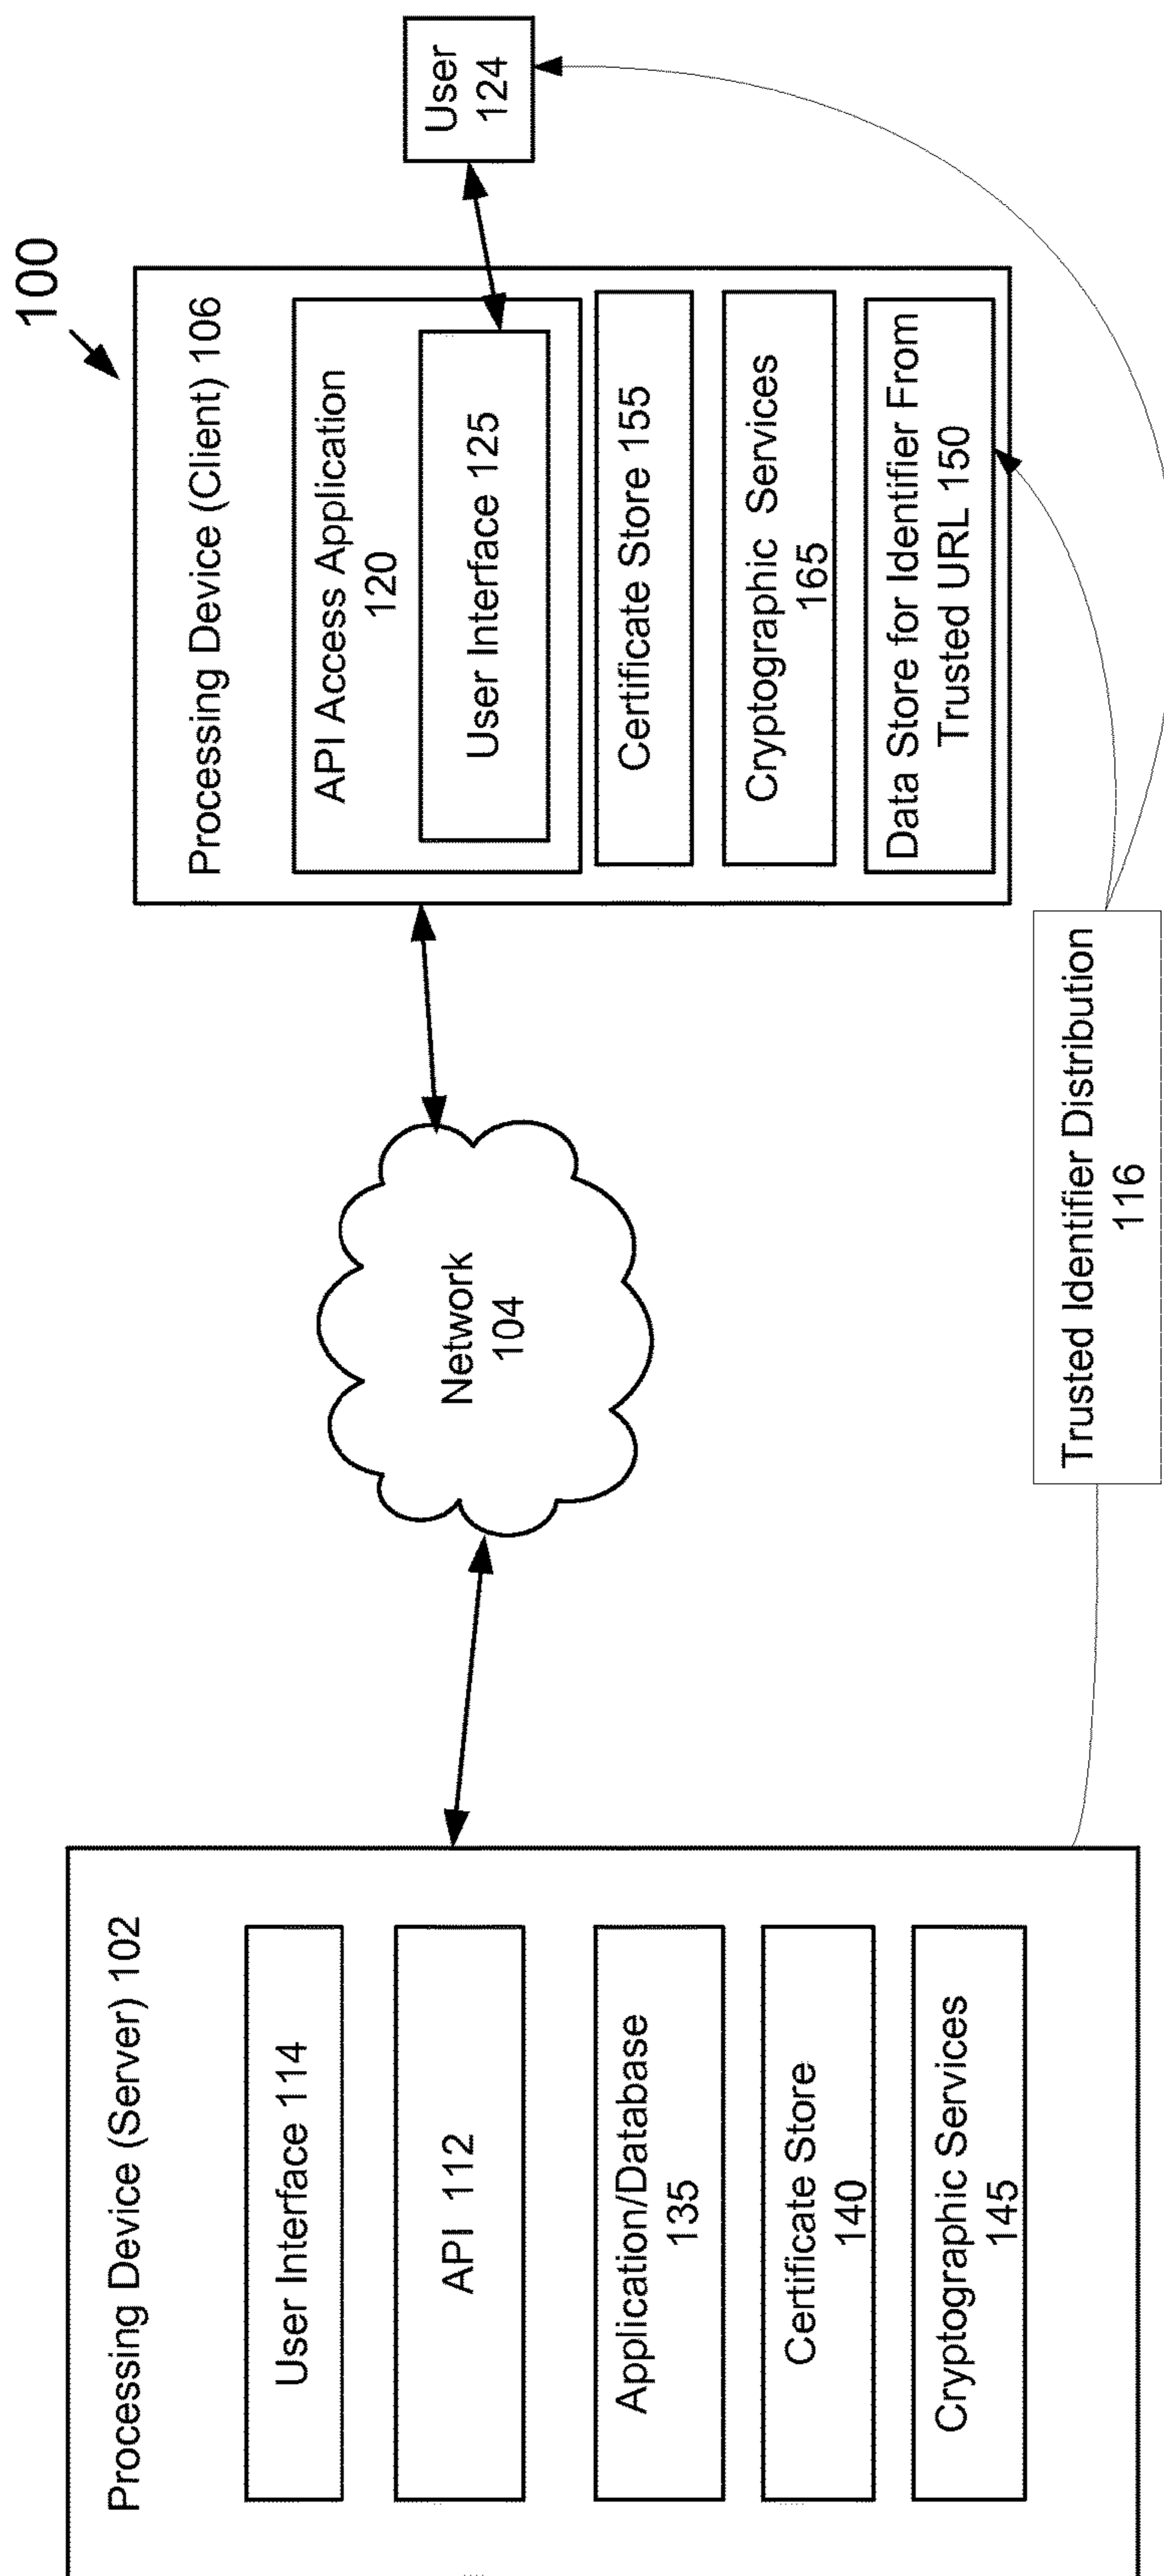 100
Processing Device (Server) 102
User Interface 114
API 112
Application/Database
135
Certificate Store
140
Cryptographic Services
145
Network
104
Trusted Identifier Distribution
116
Processing Device (Client) 106
API Access Application
120
User Interface 125
Certificate Store 155
Cryptographic Services
165
Data Store for Identifier From
Trusted URL 150
User
124